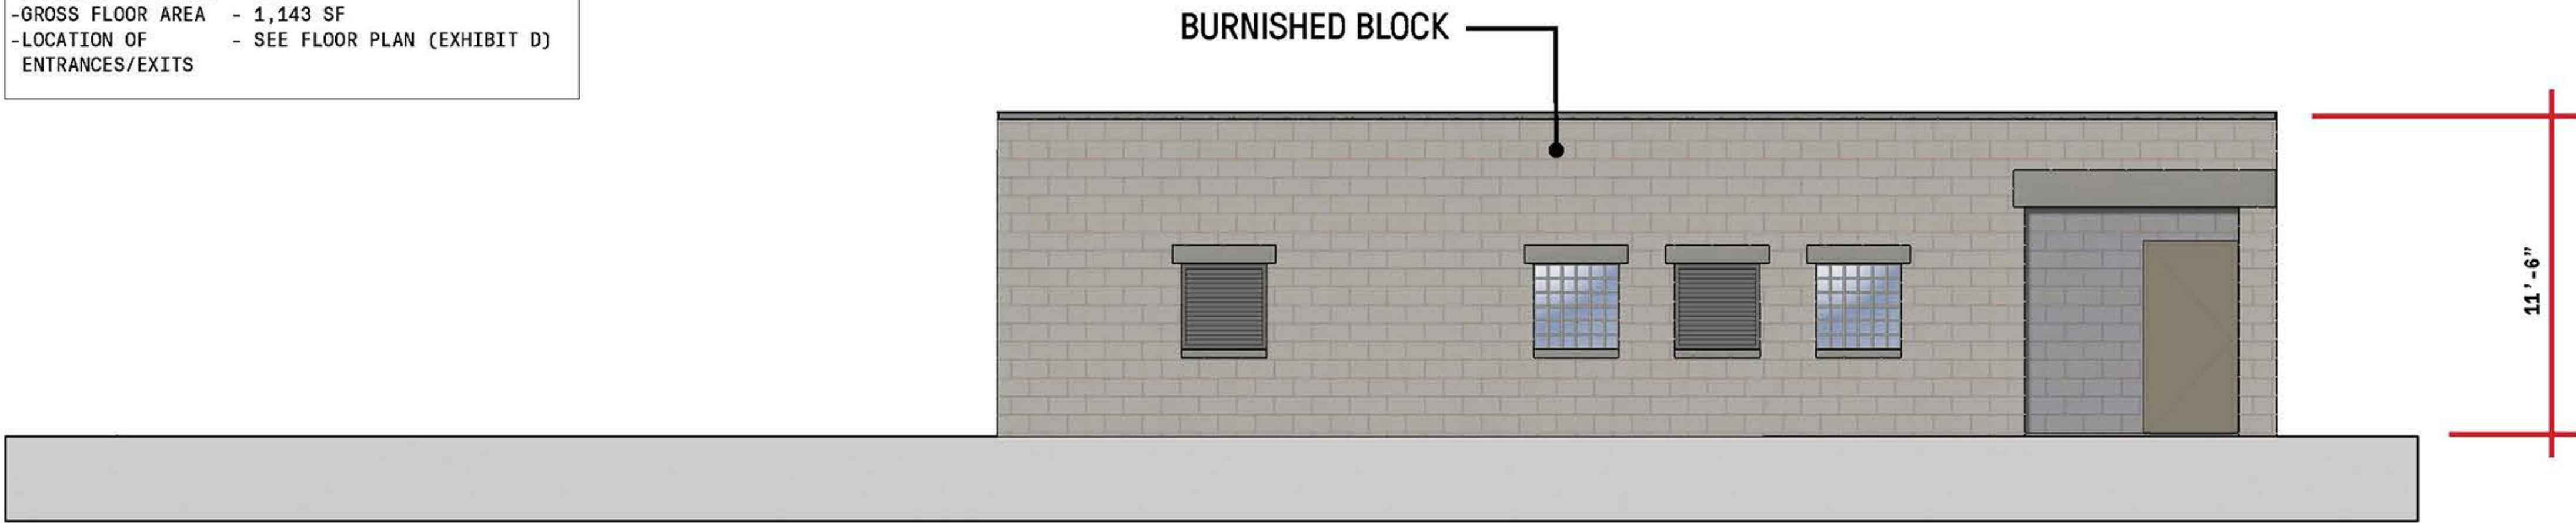 -GROSS FLOOR AREA - 1,143 SF
-LOCATION OF - SEE FLOOR PLAN (EXHIBIT D)
ENTRANCES/EXITS
BURNISHED BLOCK
11'-6"